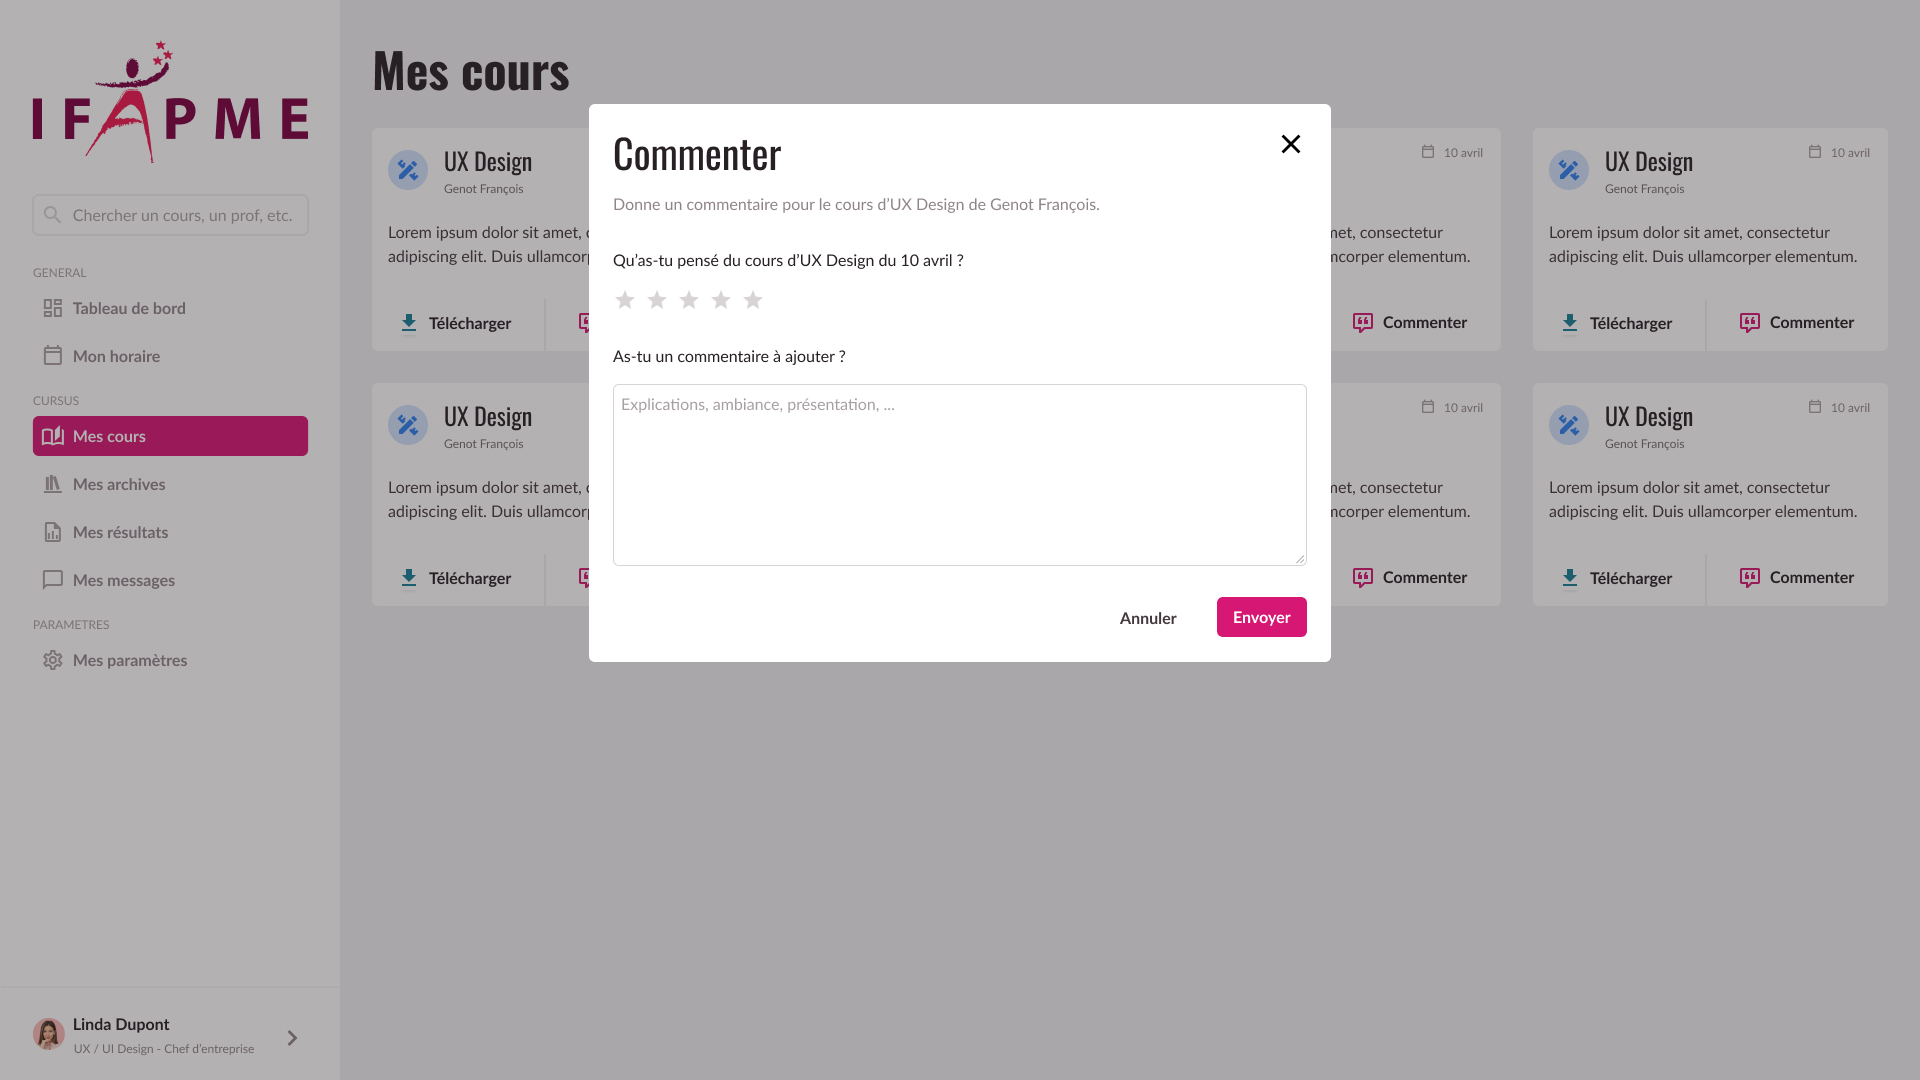 IFAPME
Chercher un cours, un prof, etc.
GENERAL
Tableau de bord
Mon horaire
CURSUS
Mes cours
Mes archives
Mes résultats
Mes messages
PARAMETRES
Mes paramètres
Linda Dupont
UX / UI Design - Chef d'entreprise
Mes cours
UX Design
Genot François
Lorem ipsum dolor sit amet,
adipiscing elit. Duis
Télécharger
10 avril
consectetur
elementum.
Commenter
UX Design
10 avril
Genot François
Lorem ipsum dolor sit amet, consectetur
adipiscing elit. Duis ullamcorper elementum.
Télécharger
Commenter
UX Design
Genot François
Lorem ipsum dolor sit amet,
adipiscing elit. Duis
Télécharger
10 avril
consectetur
elementum.
Commenter
UX Design
10 avril
Genot François
Lorem ipsum dolor sit amet, consectetur
adipiscing elit. Duis ullamcorper elementum.
Télécharger
Commenter
Commenter
Donne un commentaire pour le cours d’UX Design de Genot François.
Qu’as-tu pensé du cours d’UX Design du 10 avril ?
As-tu un commentaire à ajouter ?
Explications, ambiance, présentation, ...
Annuler
Envoyer